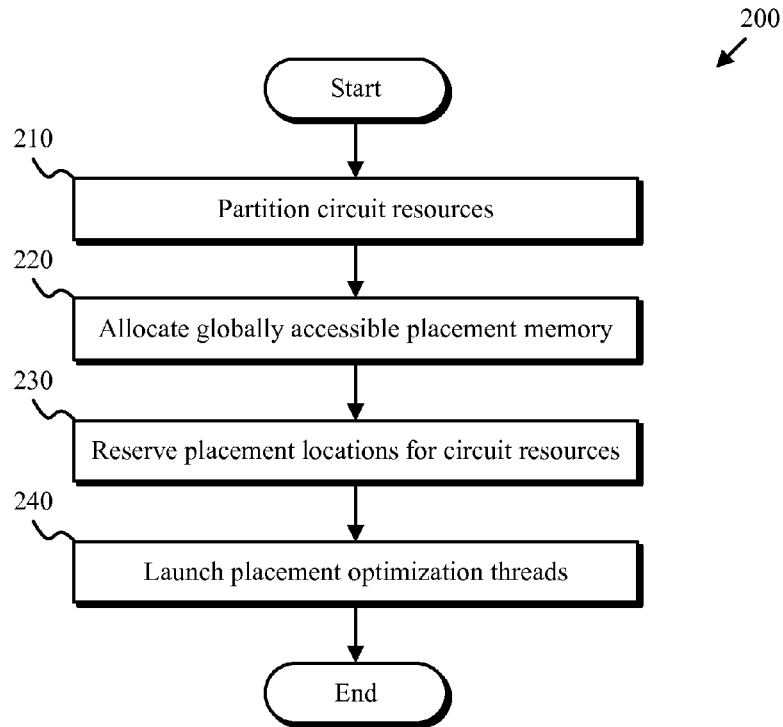 200
Start
210
Partition circuit resources
220
Allocate globally accessible placement memory
230
Reserve placement locations for circuit resources
240
Launch placement optimization threads
End